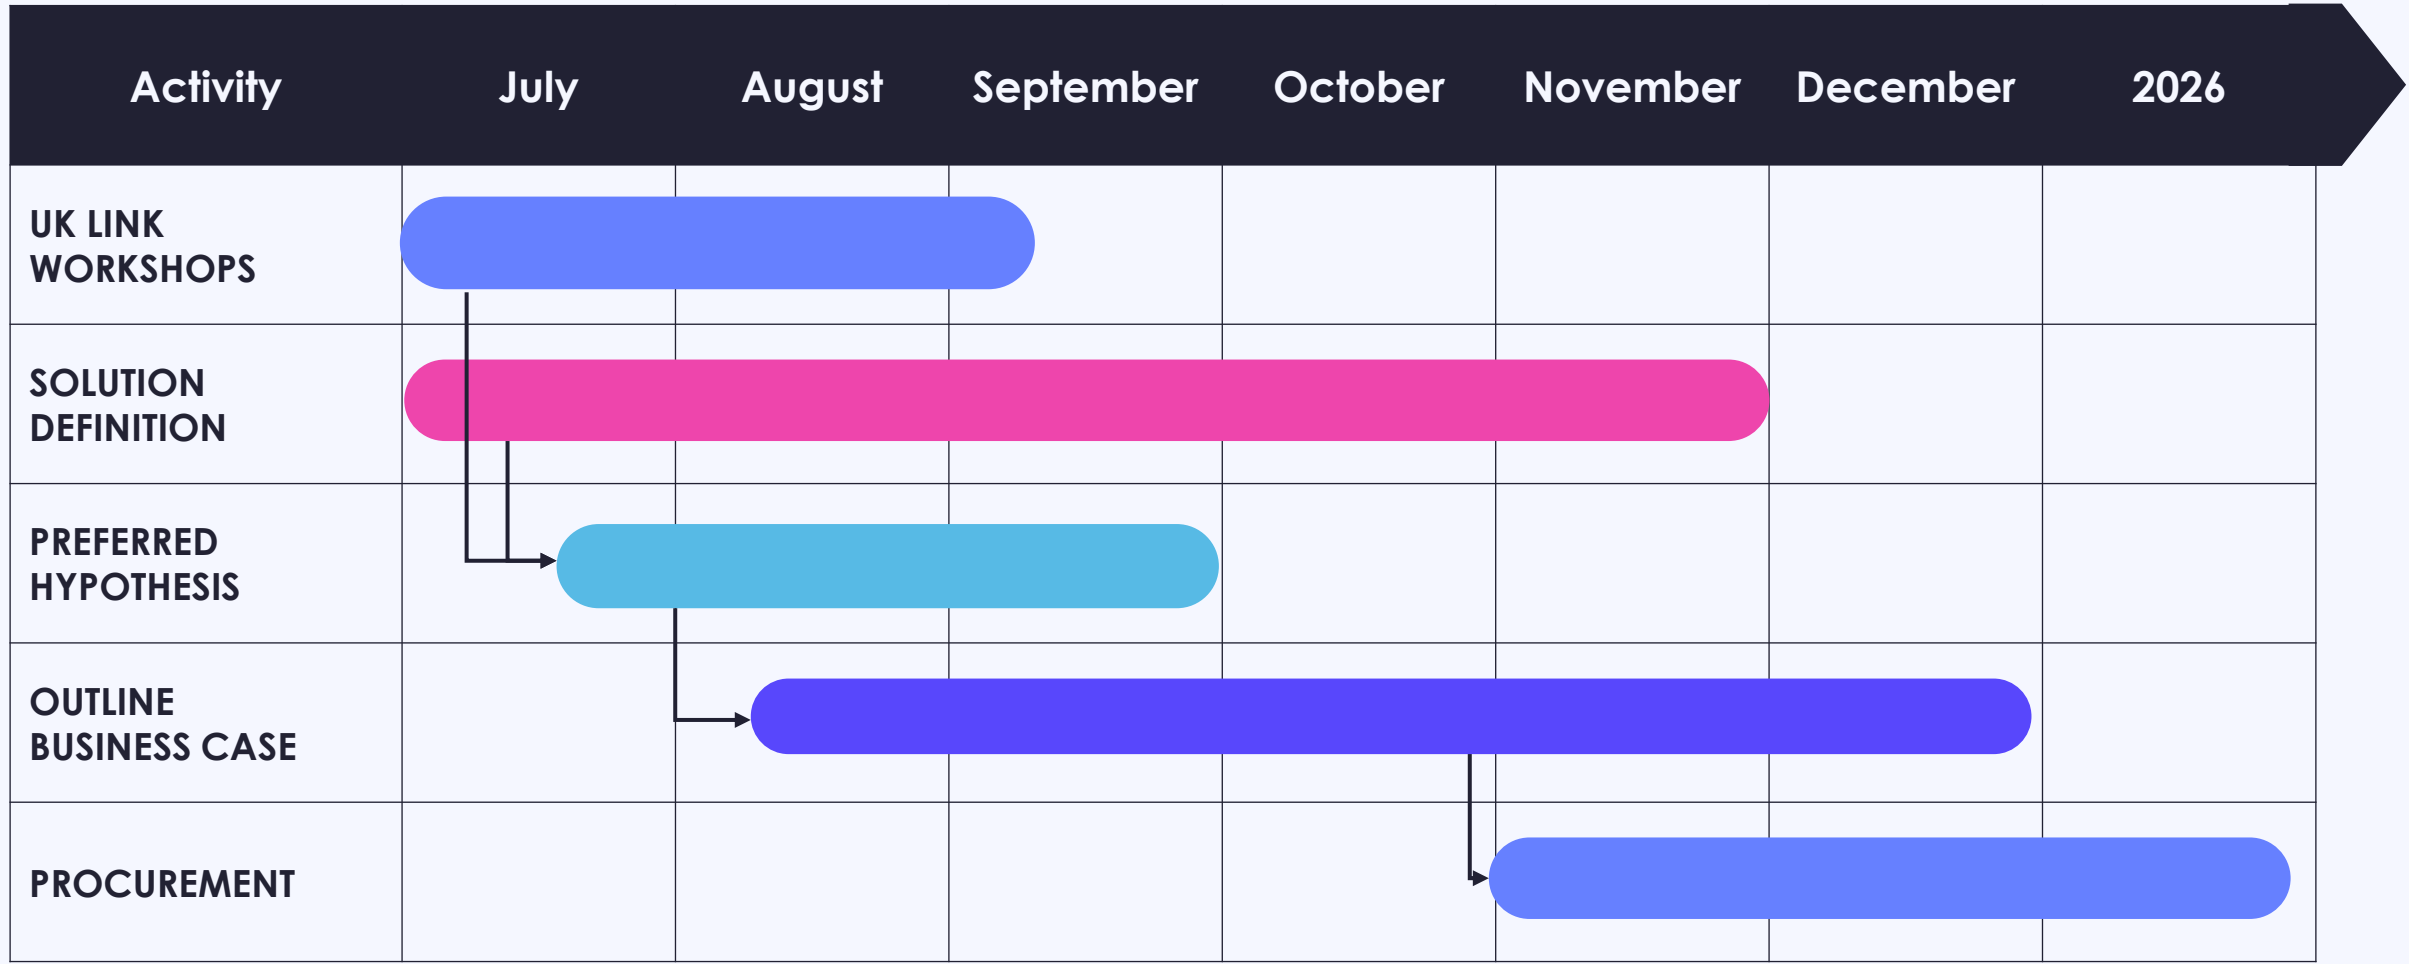 Activity July August September October November December 2026
UK LINK
WORKSHOPS
SOLUTION
DEFINITION
PREFERRED
HYPOTHESIS
OUTLINE
BUSINESS CASE
PROCUREMENT